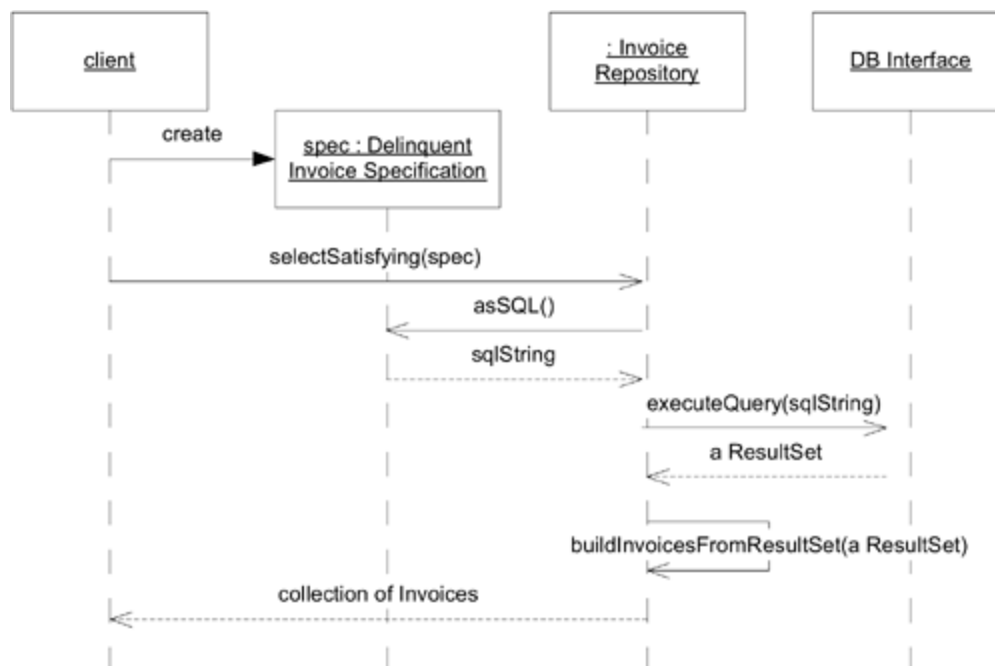 client
: Invoice
Repository
DB Interface
create
spec : Delinquent
Invoice Specification
selectSatisfying(spec)
asSQL()
sqlString
executeQuery(sqlString)
a ResultSet
buildInvoicesFromResultSet(a ResultSet)
collection of Invoices